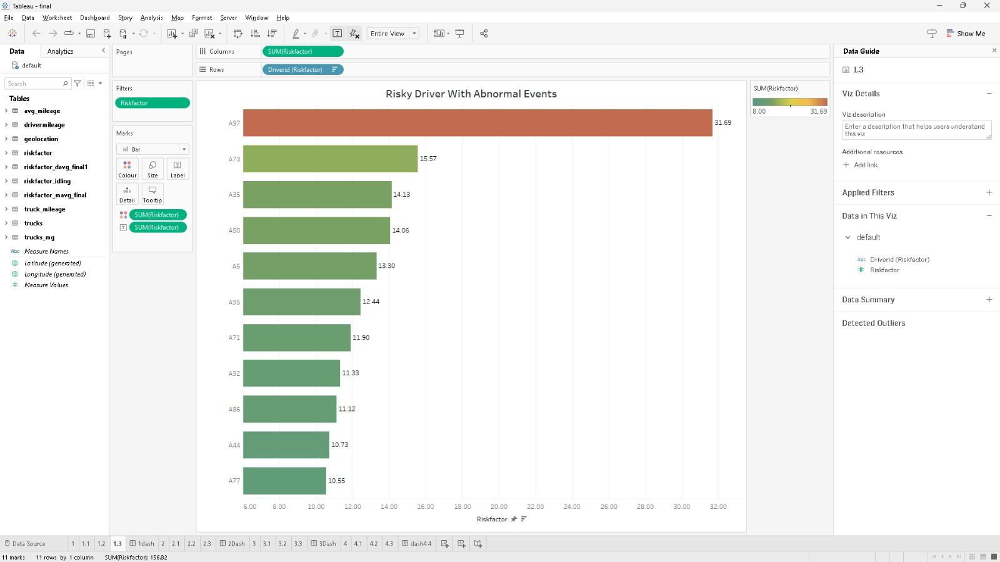 Tableau - final
File Data Worksheet Dashboard Story Analysis Map Format Server Window Help
Entire View
Show Me
Data Analytics
default
Search
Tables
avg_mileage
drivermileage
geolocation
riskfactor
riskfactor_davg_final1
riskfactor_idling
riskfactor_mavg_final
truck_mileage
trucks
trucks_mg
Abc Measure Names
Latitude (generated)
Longitude (generated)
# Measure Values
Pages
Filters
Riskfactor
Marks
Bar
Colour Size Label
Detail Tooltip
SUM(Riskfactor)
SUM(Riskfactor)
Columns SUM(Riskfactor)
Rows Driverid (Riskfactor)
Risky Driver With Abnormal Events
A97 31.69
A73 15.57
A35 14.13
A50 14.06
A5 13.30
A95 12.44
A71 11.90
A92 11.33
A86 11.12
A44 10.73
A77 10.55
6.00 8.00 10.00 12.00 14.00 16.00 18.00 20.00 22.00 24.00 26.00 28.00 30.00 32.00
Riskfactor
SUM(Riskfactor)
8.00 31.69
Data Guide
1.3
Viz Details
Viz description
Enter a description that helps users understand
this viz
Additional resources
+ Add link
Applied Filters
Data in This Viz
default
Abc Driverid (Riskfactor)
# Riskfactor
Data Summary
Detected Outliers
Data Source 1 1.1 1.2 1.3 1dash 2 2.1 2.2 2.3 2Dash 3 3.1 3.2 3.3 3Dash 4 4.1 4.2 4.3 dash4 4
11 marks 11 rows by 1 column SUM(Riskfactor): 156.82